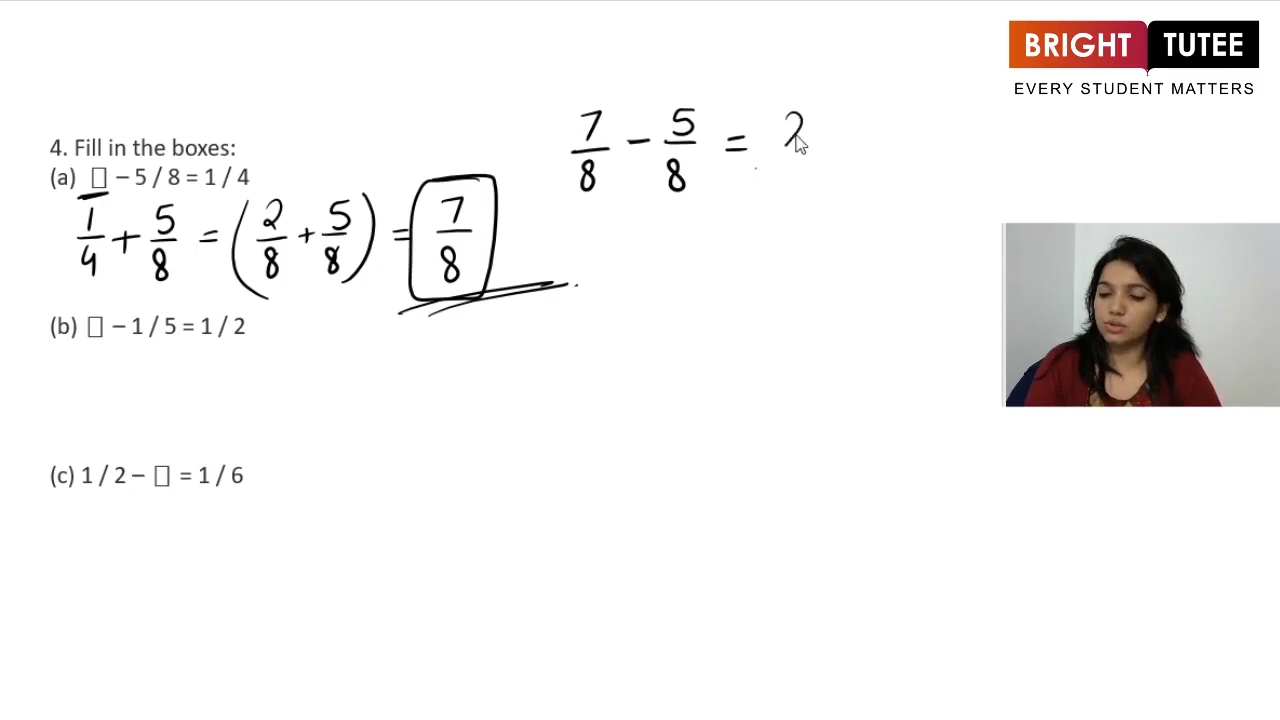 BRIGHT TUTEE
EVERY STUDENT MATTERS
7/8 - 5/8 = 2
4. Fill in the boxes:
(a) □ – 5 / 8 = 1 / 4
1/4 + 5/8 = (2/8 + 5/8) = 7/8
(b) □ – 1 / 5 = 1 / 2
(c) 1 / 2 – □ = 1 / 6